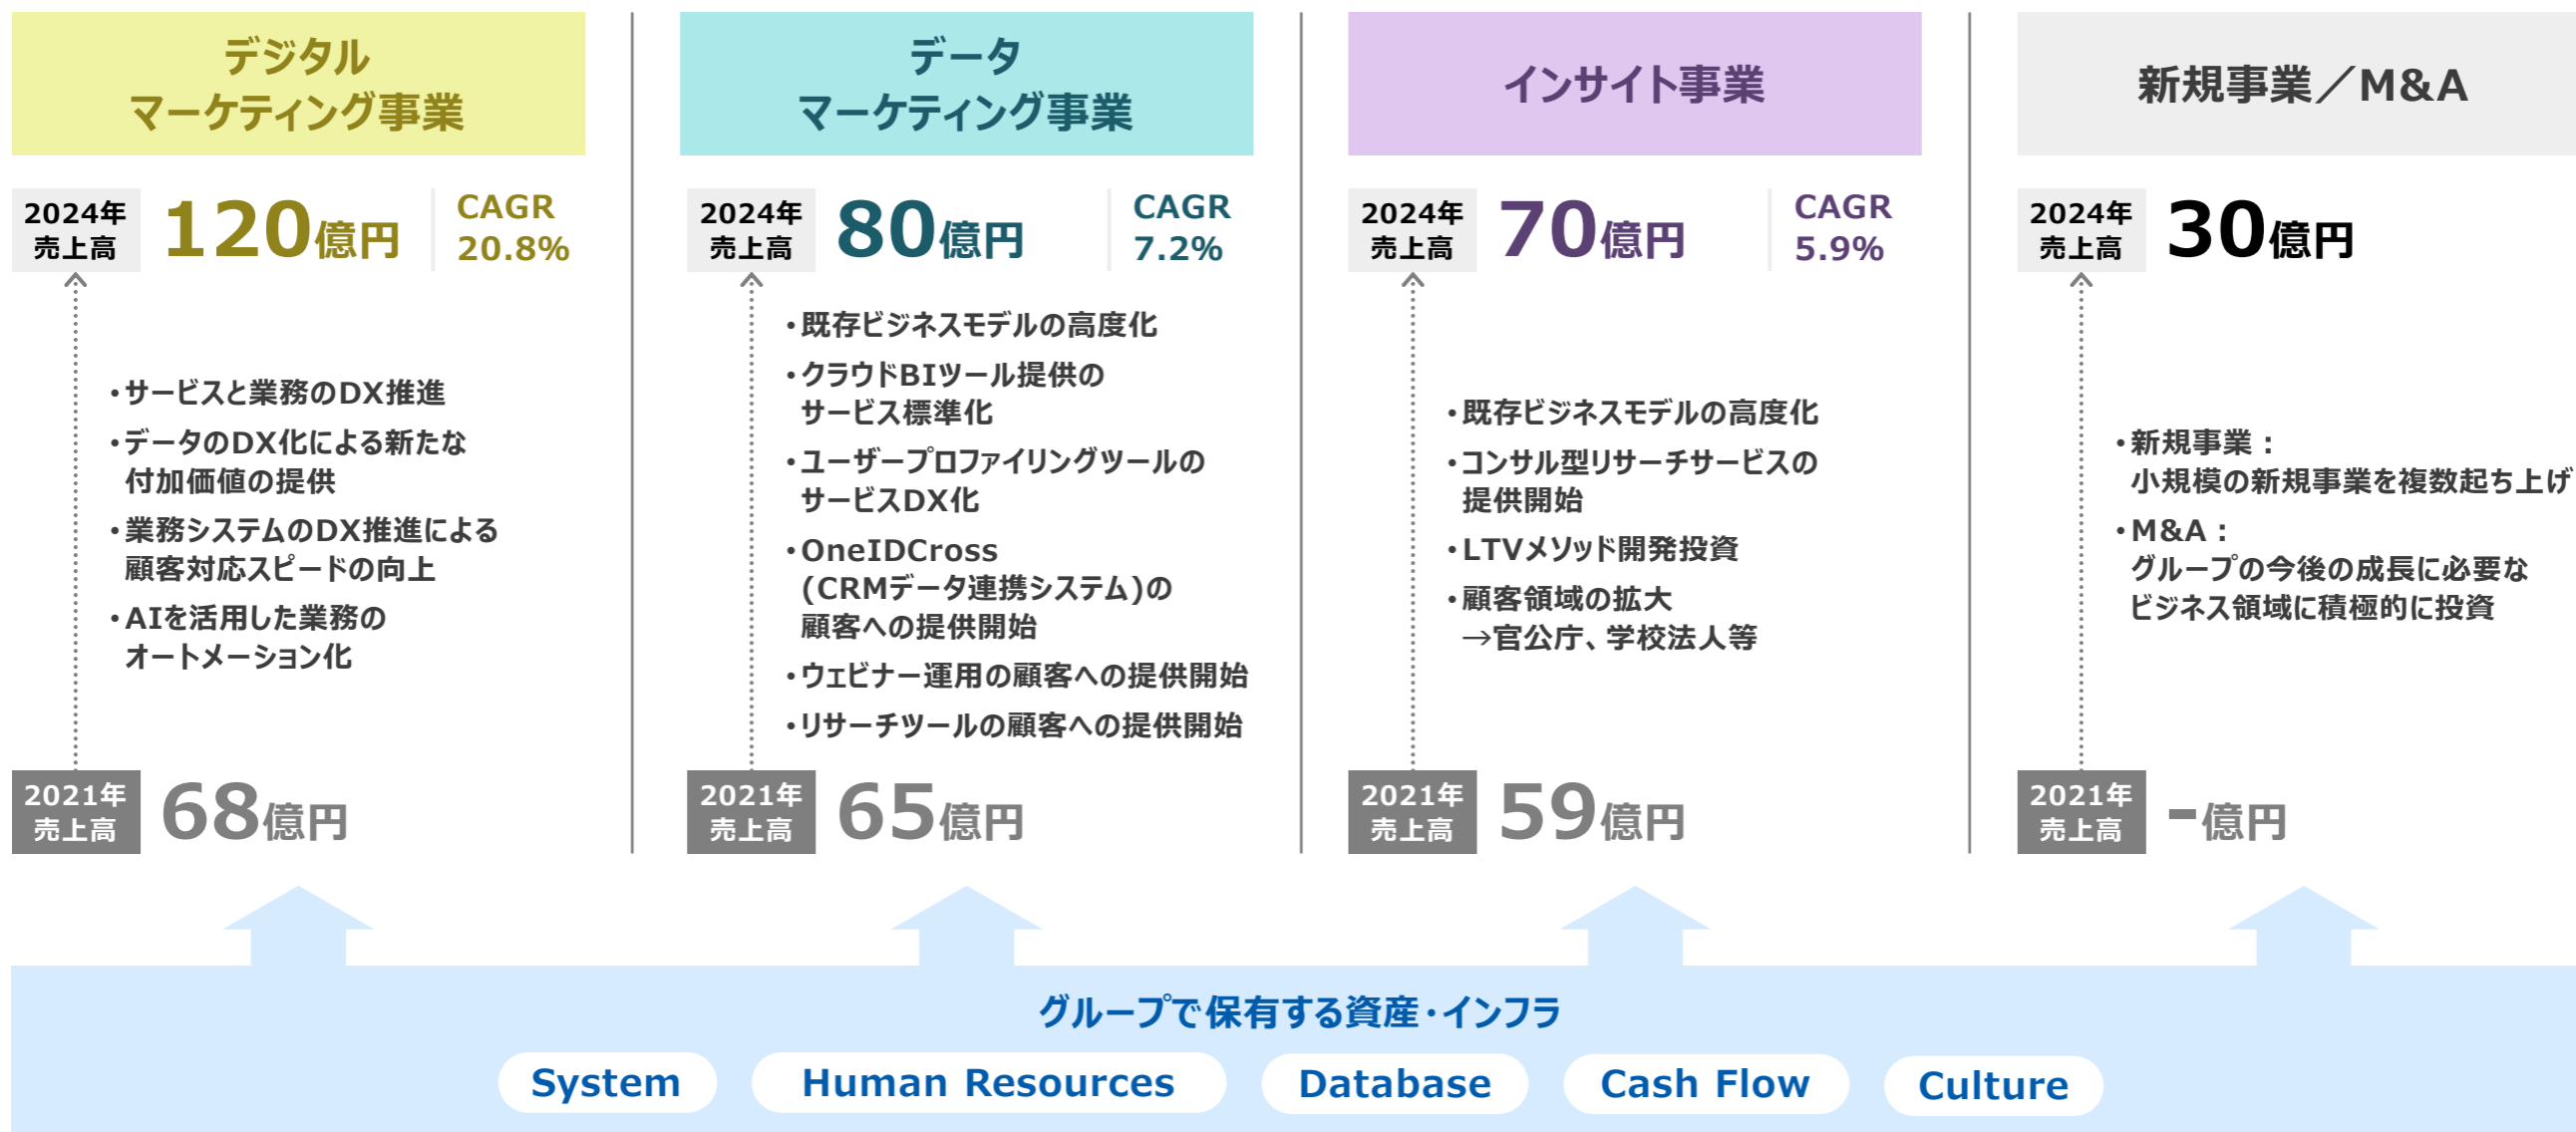 デジタル
マーケティング事業
2024年
売上高
120億円
CAGR
20.8%
・サービスと業務のDX推進
・データのDX化による新たな
付加価値の提供
・業務システムのDX推進による
顧客対応スピードの向上
・AIを活用した業務の
オートメーション化
2021年
売上高
68億円
データ
マーケティング事業
2024年
売上高
80億円
CAGR
7.2%
・既存ビジネスモデルの高度化
・クラウドBIツール提供の
サービス標準化
・ユーザープロファイリングツールの
サービスDX化
・OneIDCross
(CRMデータ連携システム)の
顧客への提供開始
・ウェビナー運用の顧客への提供開始
・リサーチツールの顧客への提供開始
2021年
売上高
65億円
インサイト事業
2024年
売上高
70億円
CAGR
5.9%
・既存ビジネスモデルの高度化
・コンサル型リサーチサービスの
提供開始
・LTVメソッド開発投資
・顧客領域の拡大
→官公庁、学校法人等
2021年
売上高
59億円
新規事業／M&A
2024年
売上高
30億円
・新規事業：
小規模の新規事業を複数起ち上げ
・M&A：
グループの今後の成長に必要な
ビジネス領域に積極的に投資
2021年
売上高
-億円
グループで保有する資産・インフラ
System
Human Resources
Database
Cash Flow
Culture